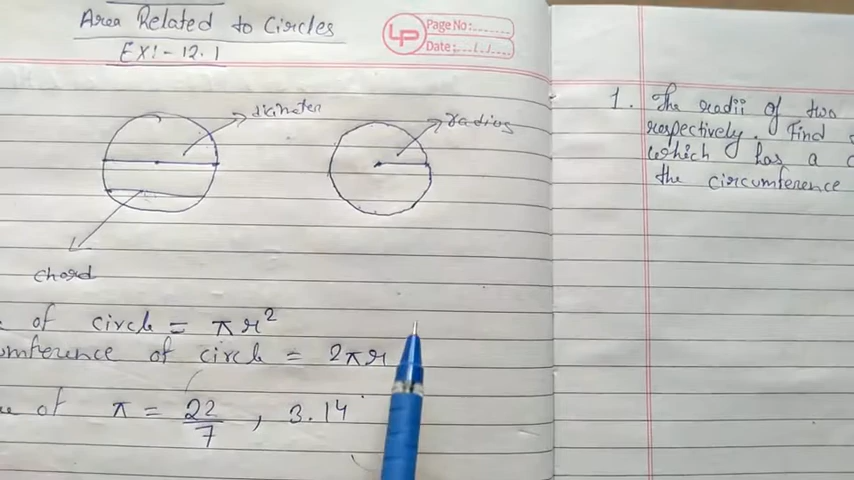 Area Related to Circles
EX!-12.1
LP
Page No:
Date:
diameter
radius
chord
of circle = πr²
of circle = 2πr
of π = 22/7, 3.14
1. The radii of two
respectively. Find
which has a
the circumference